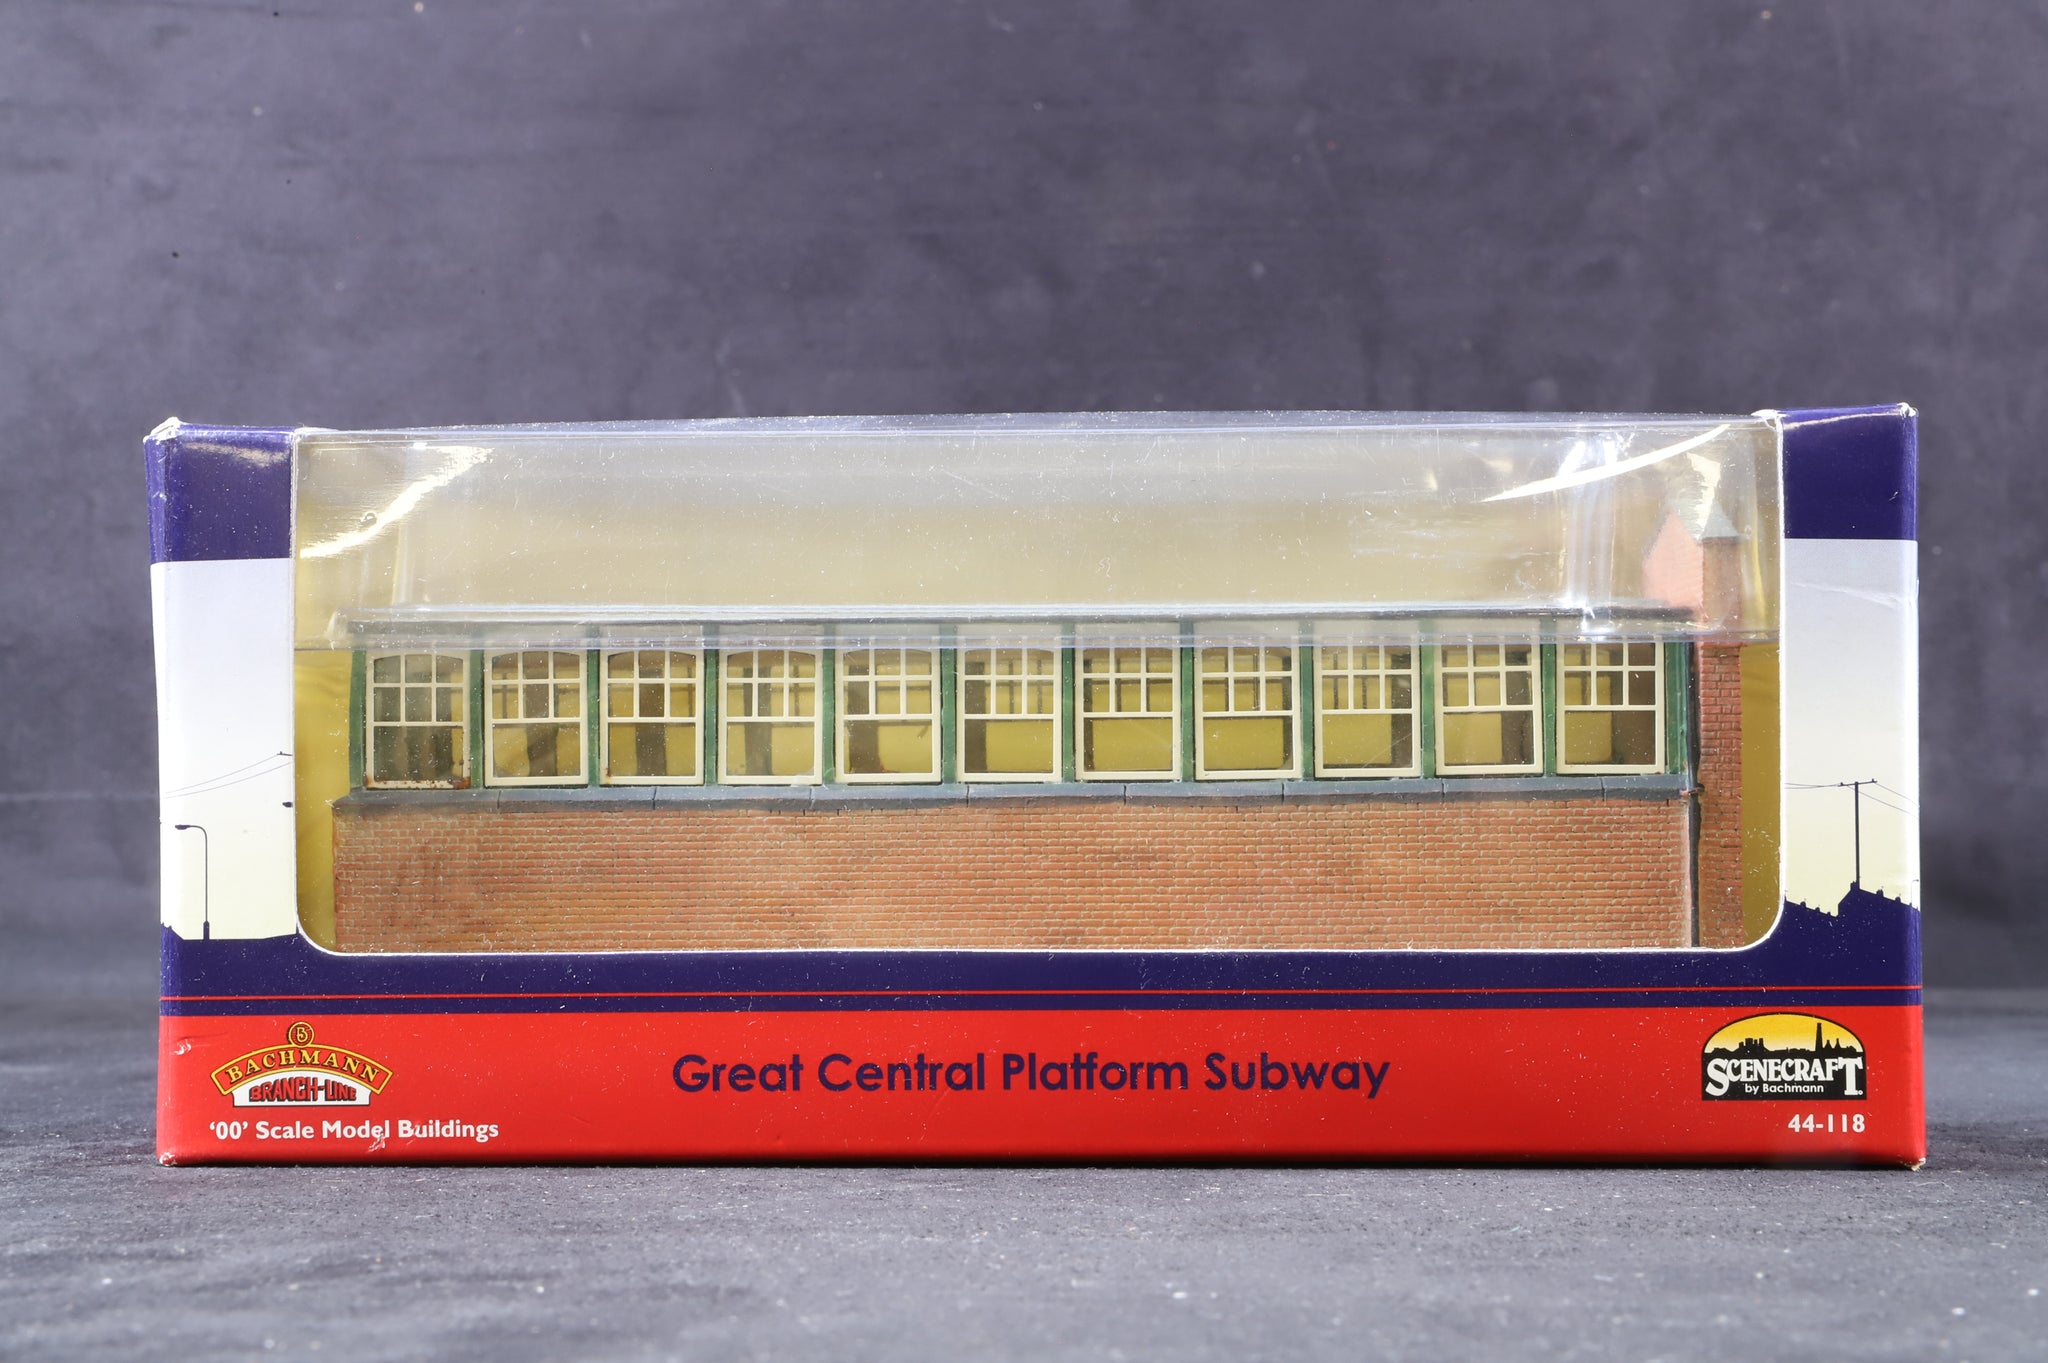 BACHMANN
BRANCH-LINE
'00' Scale Model Buildings
Great Central Platform Subway
SCENECRAFT
by Bachmann
44-118